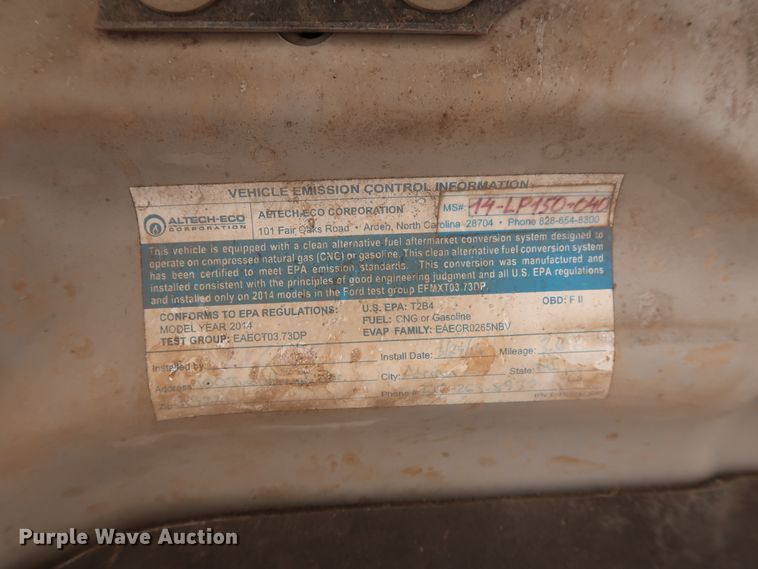 VEHICLE EMISSION CONTROL INFORMATION
ALTECH-ECO
CORPORATION
ALTECH-ECO CORPORATION
MS#: 14-LP150-040
101 Fair Oaks Road • Arden, North Carolina 28704 • Phone 828-654-8300
This vehicle is equipped with a clean alternative fuel aftermarket conversion system designed to
operate on compressed natural gas (CNC) or gasoline. This clean alternative fuel conversion system
has been certified to meet EPA emission standards. This conversion was manufactured and
installed consistent with the principles of good engineering judgment and all U.S. EPA regulations
and installed only on 2014 models in the Ford test group EFMXT03.73DP.
CONFORMS TO EPA REGULATIONS:
MODEL YEAR 2014
TEST GROUP: EAECT03.73DP
U.S. EPA: T2B4
FUEL: CNG or Gasoline
EVAP FAMILY: EAECR0265NBV
OBD: F II
Installed by
Install Date:
Mileage:
Address:
City:
State:
Zip:
Phone #
Purple Wave Auction